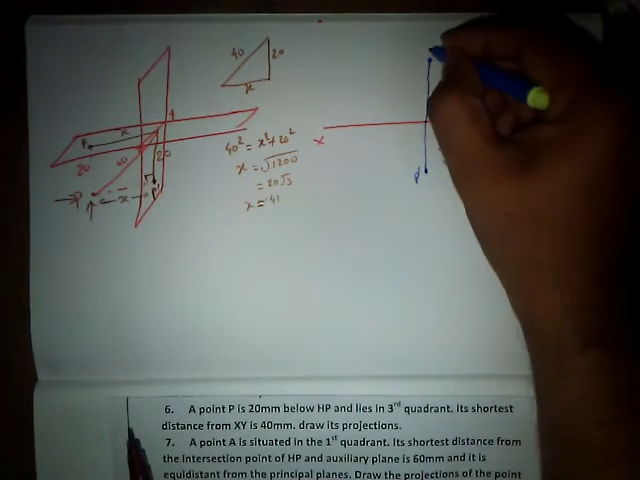 40
20
x
y
x
P
20
40
20
P
x
P'
40² = x² + 20²
x = √1200
= 20√3
x = 41
x
p'
6. A point P is 20mm below HP and lies in 3rd quadrant. Its shortest
distance from XY is 40mm. draw its projections.
7. A point A is situated in the 1st quadrant. Its shortest distance from
the intersection point of HP and auxiliary plane is 60mm and it is
equidistant from the principal planes. Draw the projections of the point